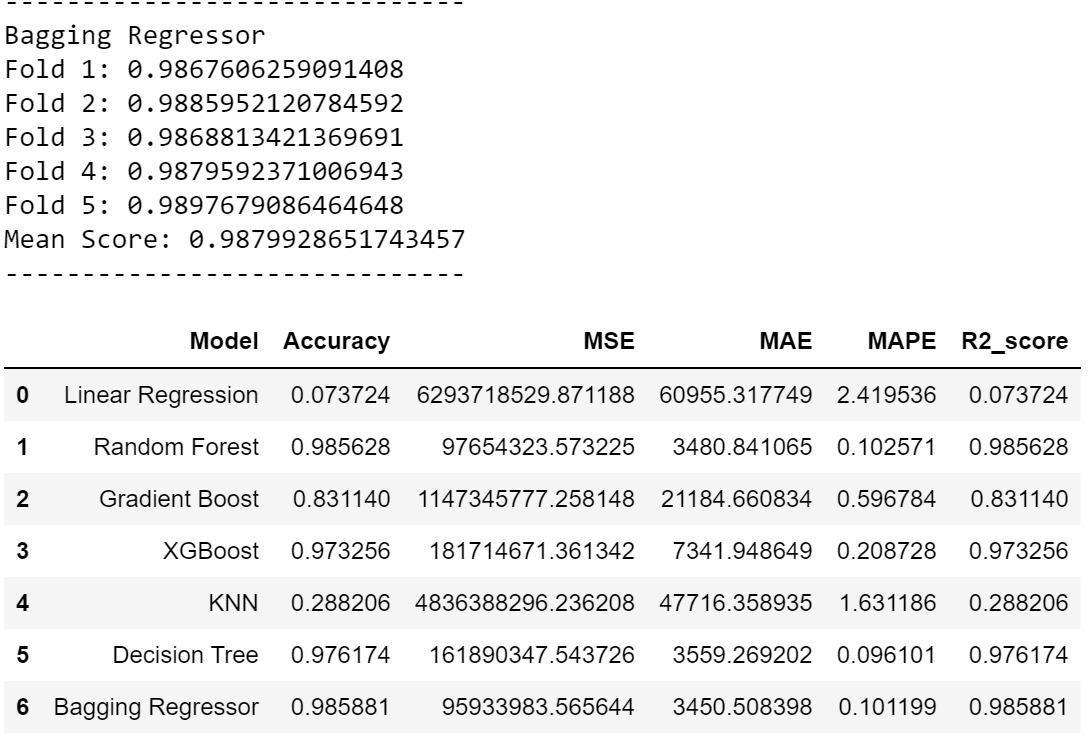 ------------------------------
Bagging Regressor
Fold 1: 0.9867606259091408
Fold 2: 0.9885952120784592
Fold 3: 0.9868813421369691
Fold 4: 0.9879592371006943
Fold 5: 0.9897679086464648
Mean Score: 0.9879928651743457
------------------------------
Model Accuracy MSE MAE MAPE R2_score
0 Linear Regression 0.073724 6293718529.871188 60955.317749 2.419536 0.073724
1 Random Forest 0.985628 97654323.573225 3480.841065 0.102571 0.985628
2 Gradient Boost 0.831140 1147345777.258148 21184.660834 0.596784 0.831140
3 XGBoost 0.973256 181714671.361342 7341.948649 0.208728 0.973256
4 KNN 0.288206 4836388296.236208 47716.358935 1.631186 0.288206
5 Decision Tree 0.976174 161890347.543726 3559.269202 0.096101 0.976174
6 Bagging Regressor 0.985881 95933983.565644 3450.508398 0.101199 0.985881